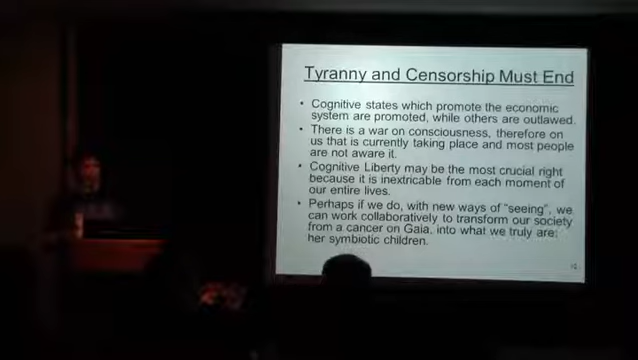 Tyranny and Censorship Must End
• Cognitive states which promote the economic
system are promoted, while others are outlawed.
• There is a war on consciousness, therefore on
us that is currently taking place and most people
are not aware it.
• Cognitive Liberty may be the most crucial right
because it is inextricable from each moment of
our entire lives.
• Perhaps if we do, with new ways of "seeing", we
can work collaboratively to transform our society
from a cancer on Gaia, into what we truly are:
her symbiotic children.